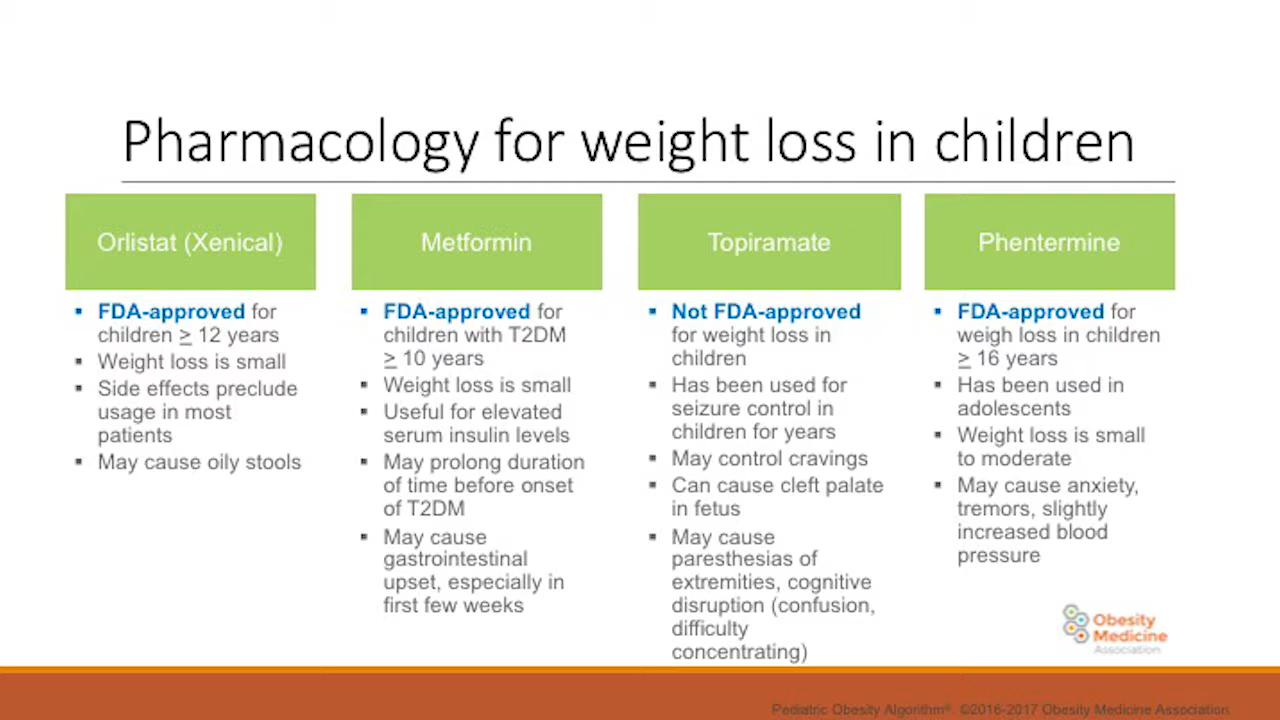 Pharmacology for weight loss in children
Orlistat (Xenical)
▪ FDA-approved for
children ≥ 12 years
▪ Weight loss is small
▪ Side effects preclude
usage in most
patients
▪ May cause oily stools
Metformin
▪ FDA-approved for
children with T2DM
≥ 10 years
▪ Weight loss is small
▪ Useful for elevated
serum insulin levels
▪ May prolong duration
of time before onset
of T2DM
▪ May cause
gastrointestinal
upset, especially in
first few weeks
Topiramate
▪ Not FDA-approved
for weight loss in
children
▪ Has been used for
seizure control in
children for years
▪ May control cravings
▪ Can cause cleft palate
in fetus
▪ May cause
paresthesias of
extremities, cognitive
disruption (confusion,
difficulty
concentrating)
Phentermine
▪ FDA-approved for
weigh loss in children
≥ 16 years
▪ Has been used in
adolescents
▪ Weight loss is small
to moderate
▪ May cause anxiety,
tremors, slightly
increased blood
pressure
Obesity
Medicine
Association
Pediatric Obesity Algorithm®. ©2016-2017 Obesity Medicine Association.